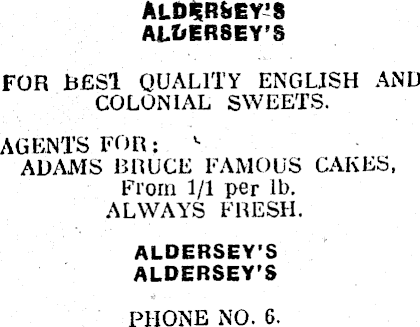 ALDERSEY'S
ALDERSEY'S
FOR BEST QUALITY ENGLISH AND
COLONIAL SWEETS.
AGENTS FOR:
ADAMS BRUCE FAMOUS CAKES,
From 1/1 per lb.
ALWAYS FRESH.
ALDERSEY'S
ALDERSEY'S
PHONE NO. 6.